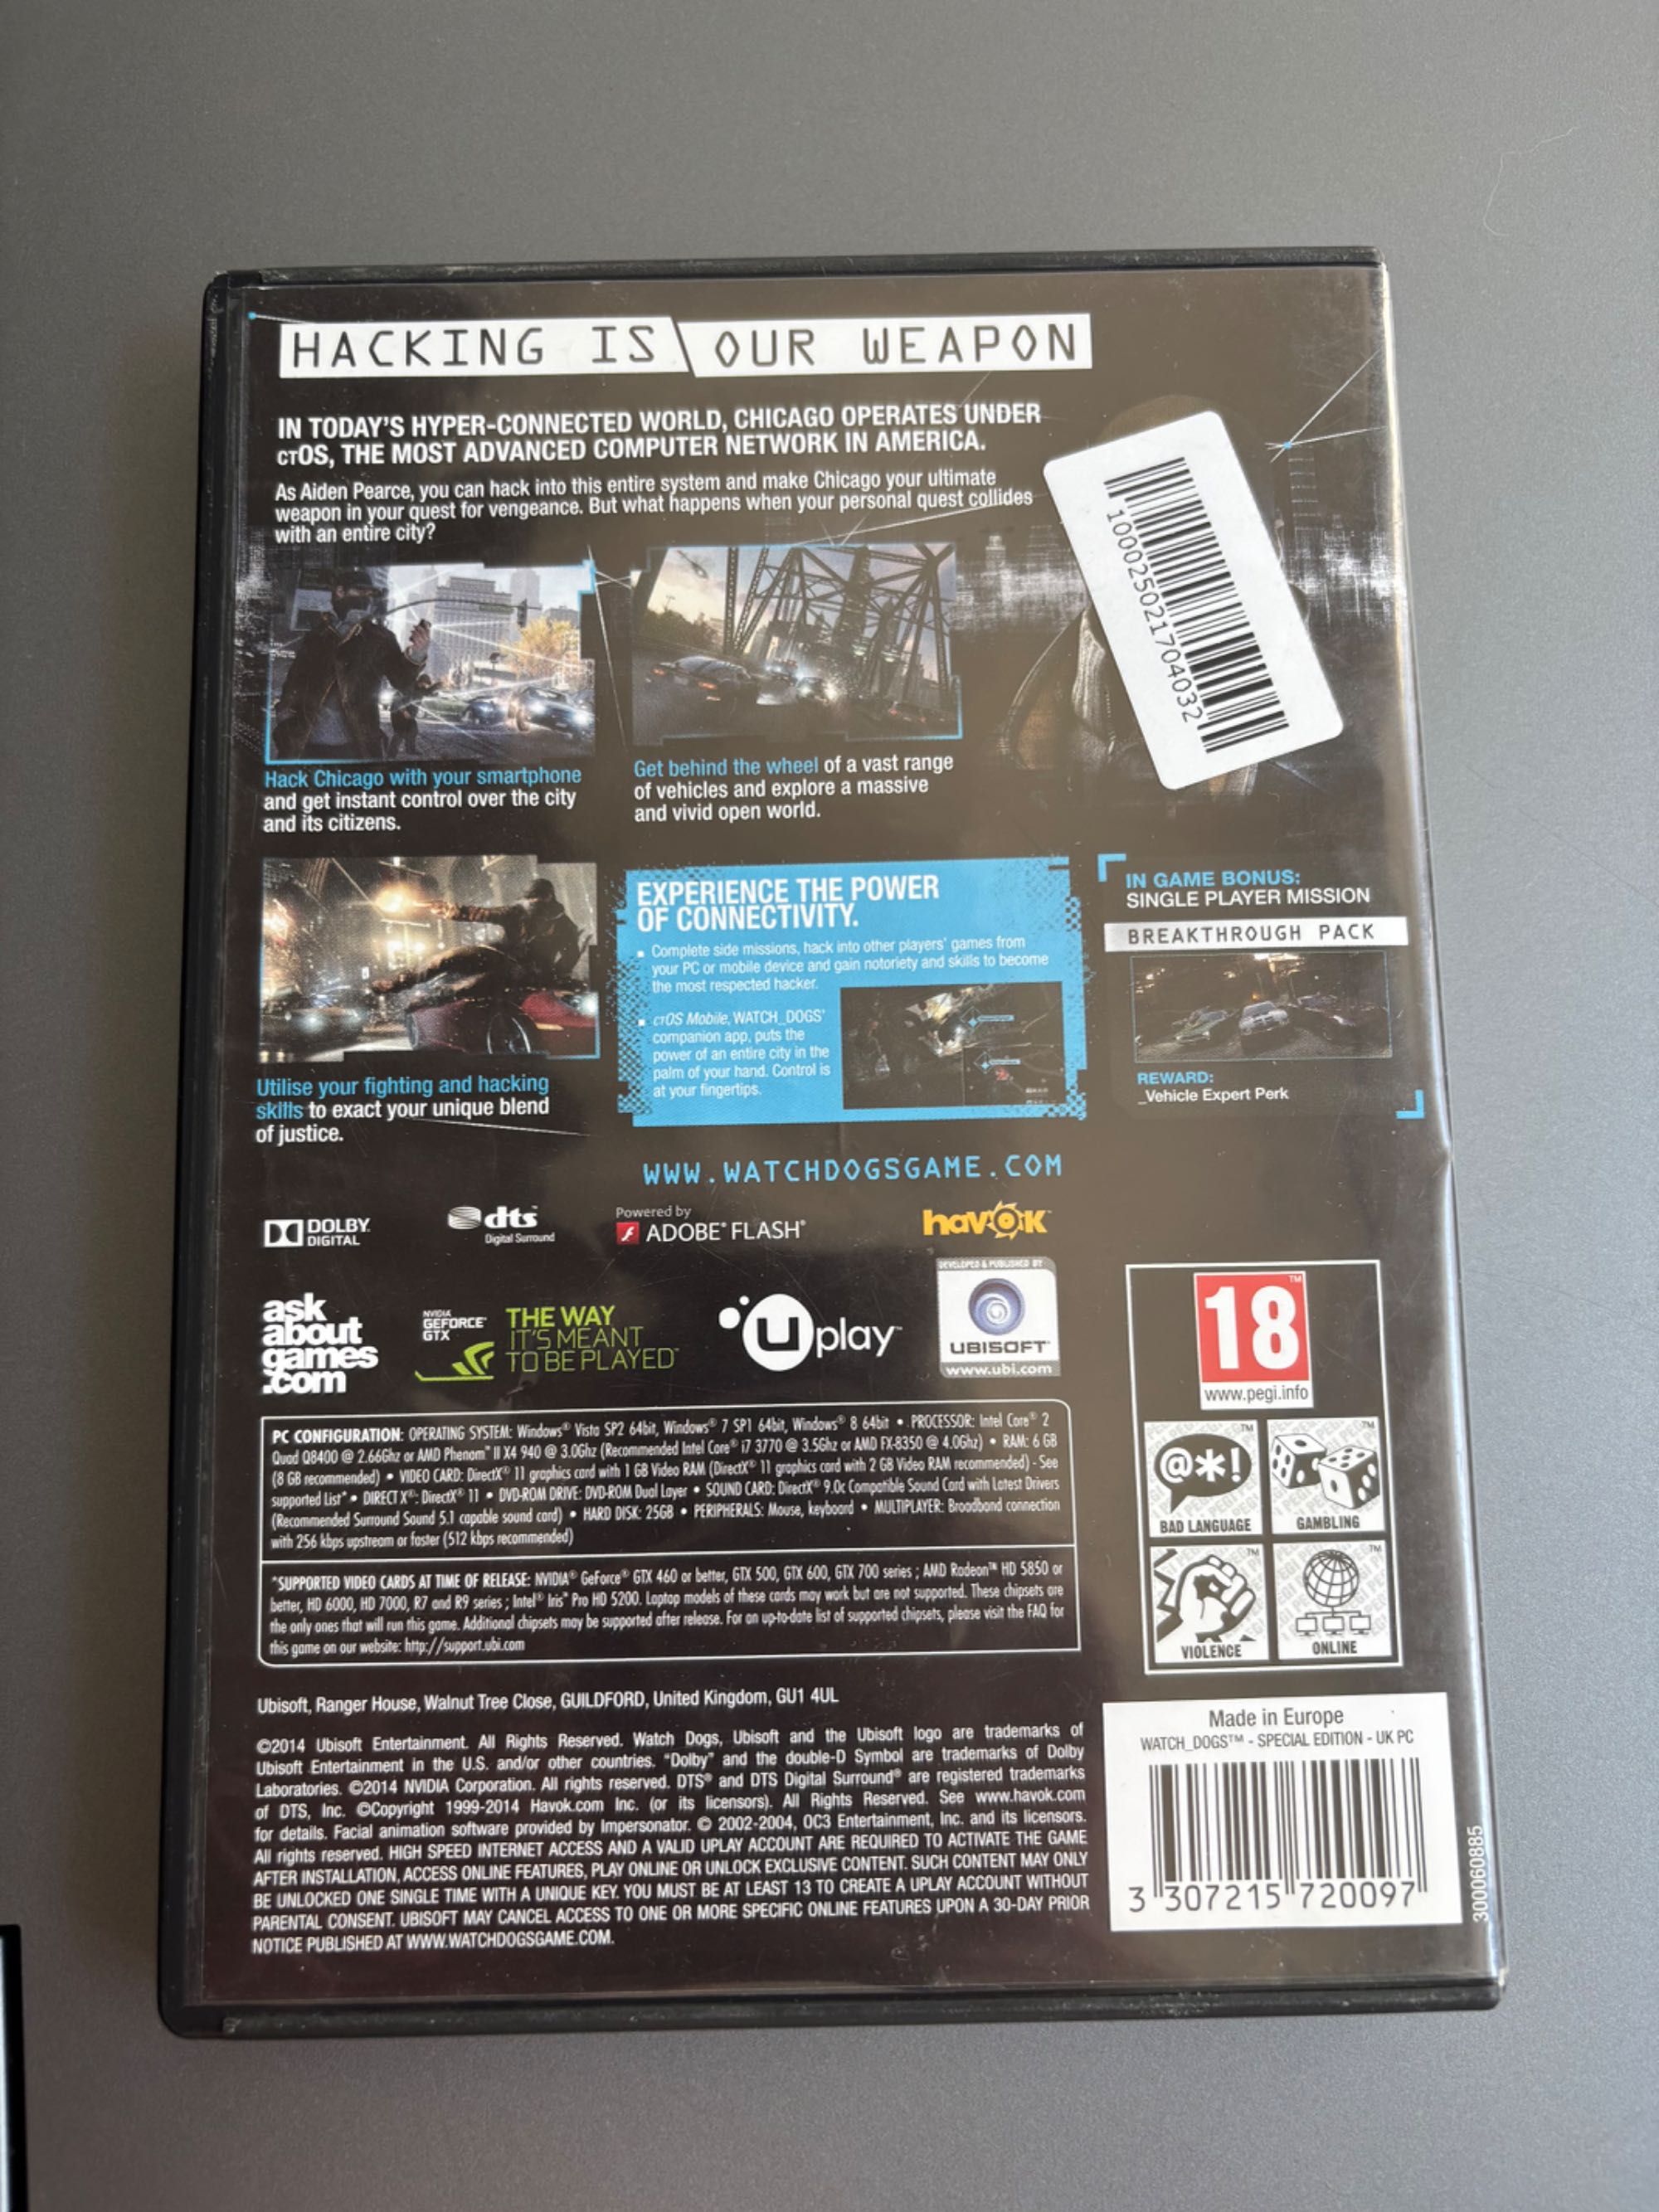 HACKING IS OUR WEAPON
IN TODAY'S HYPER-CONNECTED WORLD, CHICAGO OPERATES UNDER
CTOS, THE MOST ADVANCED COMPUTER NETWORK IN AMERICA.
As Aiden Pearce, you can hack into this entire system and make Chicago your ultimate
weapon in your quest for vengeance. But what happens when your personal quest collides
with an entire city?
1000250217704032
Hack Chicago with your smartphone
and get instant control over the city
and its citizens.
Get behind the wheel of a vast range
of vehicles and explore a massive
and vivid open world.
Utilise your fighting and hacking
skills to exact your unique blend
of justice.
EXPERIENCE THE POWER
OF CONNECTIVITY.
▪ Complete side missions, hack into other players' games from
your PC or mobile device and gain notoriety and skills to become
the most respected hacker.
▪ CTOS Mobile, WATCH_DOGS'
companion app, puts the
power of an entire city in the
palm of your hand. Control is
at your fingertips.
IN GAME BONUS:
SINGLE PLAYER MISSION
BREAKTHROUGH PACK
REWARD:
_Vehicle Expert Perk
WWW.WATCHDOGSGAME.COM
DOLBY
DIGITAL
dts
Digital Surround
Powered by
ADOBE® FLASH®
havok™
ask
about
games
.com
NVIDIA
GEFORCE®
GTX
THE WAY
IT'S MEANT
TO BE PLAYED™
Uplay™
DEVELOPED & PUBLISHED BY
UBISOFT™
www.ubi.com
18™
www.pegi.info
PC CONFIGURATION: OPERATING SYSTEM: Windows® Vista SP2 64bit, Windows® 7 SP1 64bit, Windows® 8 64bit • PROCESSOR: Intel Core® 2
Quad Q8400 @ 2.66Ghz or AMD Phenom™ II X4 940 @ 3.0Ghz (Recommended Intel Core® i7 3770 @ 3.5Ghz or AMD FX-8350 @ 4.0Ghz) • RAM: 6 GB
(8 GB recommended) • VIDEO CARD: DirectX® 11 graphics card with 1 GB Video RAM (DirectX® 11 graphics card with 2 GB Video RAM recommended) - See
supported List* • DIRECT X®: DirectX® 11 • DVD-ROM DRIVE: DVD-ROM Dual Layer • SOUND CARD: DirectX® 9.0c Compatible Sound Card with Latest Drivers
(Recommended Surround Sound 5.1 capable sound card) • HARD DISK: 25GB • PERIPHERALS: Mouse, keyboard • MULTIPLAYER: Broadband connection
with 256 kbps upstream or faster (512 kbps recommended)
*SUPPORTED VIDEO CARDS AT TIME OF RELEASE: NVIDIA® GeForce® GTX 460 or better, GTX 500, GTX 600, GTX 700 series ; AMD Radeon™ HD 5850 or
better, HD 6000, HD 7000, R7 and R9 series ; Intel® Iris™ Pro HD 5200. Laptop models of these cards may work but are not supported. These chipsets are
the only ones that will run this game. Additional chipsets may be supported after release. For an up-to-date list of supported chipsets, please visit the FAQ for
this game on our website: http://support.ubi.com
@*!
BAD LANGUAGE
GAMBLING
VIOLENCE
ONLINE
Ubisoft, Ranger House, Walnut Tree Close, GUILDFORD, United Kingdom, GU1 4UL
©2014 Ubisoft Entertainment. All Rights Reserved. Watch Dogs, Ubisoft and the Ubisoft logo are trademarks of
Ubisoft Entertainment in the U.S. and/or other countries. "Dolby" and the double-D Symbol are trademarks of Dolby
Laboratories. ©2014 NVIDIA Corporation. All rights reserved. DTS® and DTS Digital Surround® are registered trademarks
of DTS, Inc. ©Copyright 1999-2014 Havok.com Inc. (or its licensors). All Rights Reserved. See www.havok.com
for details. Facial animation software provided by Impersonator. © 2002-2004, OC3 Entertainment, Inc. and its licensors.
All rights reserved. HIGH SPEED INTERNET ACCESS AND A VALID UPLAY ACCOUNT ARE REQUIRED TO ACTIVATE THE GAME
AFTER INSTALLATION, ACCESS ONLINE FEATURES, PLAY ONLINE OR UNLOCK EXCLUSIVE CONTENT. SUCH CONTENT MAY ONLY
BE UNLOCKED ONE SINGLE TIME WITH A UNIQUE KEY. YOU MUST BE AT LEAST 13 TO CREATE A UPLAY ACCOUNT WITHOUT
PARENTAL CONSENT. UBISOFT MAY CANCEL ACCESS TO ONE OR MORE SPECIFIC ONLINE FEATURES UPON A 30-DAY PRIOR
NOTICE PUBLISHED AT WWW.WATCHDOGSGAME.COM.
Made in Europe
WATCH_DOGS™ - SPECIAL EDITION - UK PC
3 307215 720097
300060885